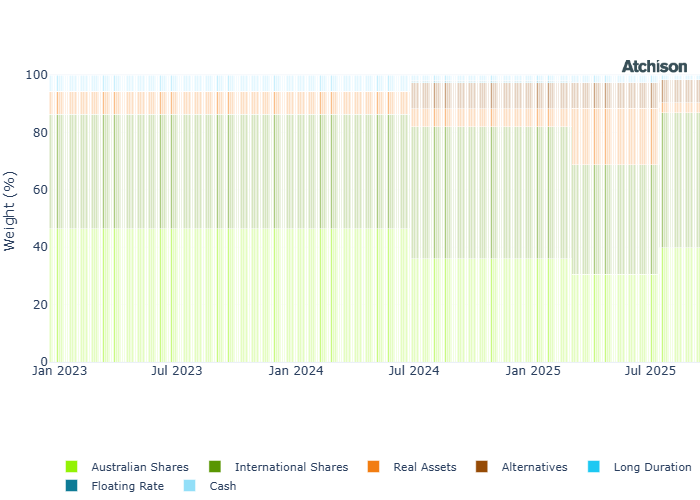 Atchison
100
80
60
40
20
0
Weight (%)
Jan 2023 Jul 2023 Jan 2024 Jul 2024 Jan 2025 Jul 2025
Australian Shares International Shares Real Assets Alternatives Long Duration
Floating Rate Cash